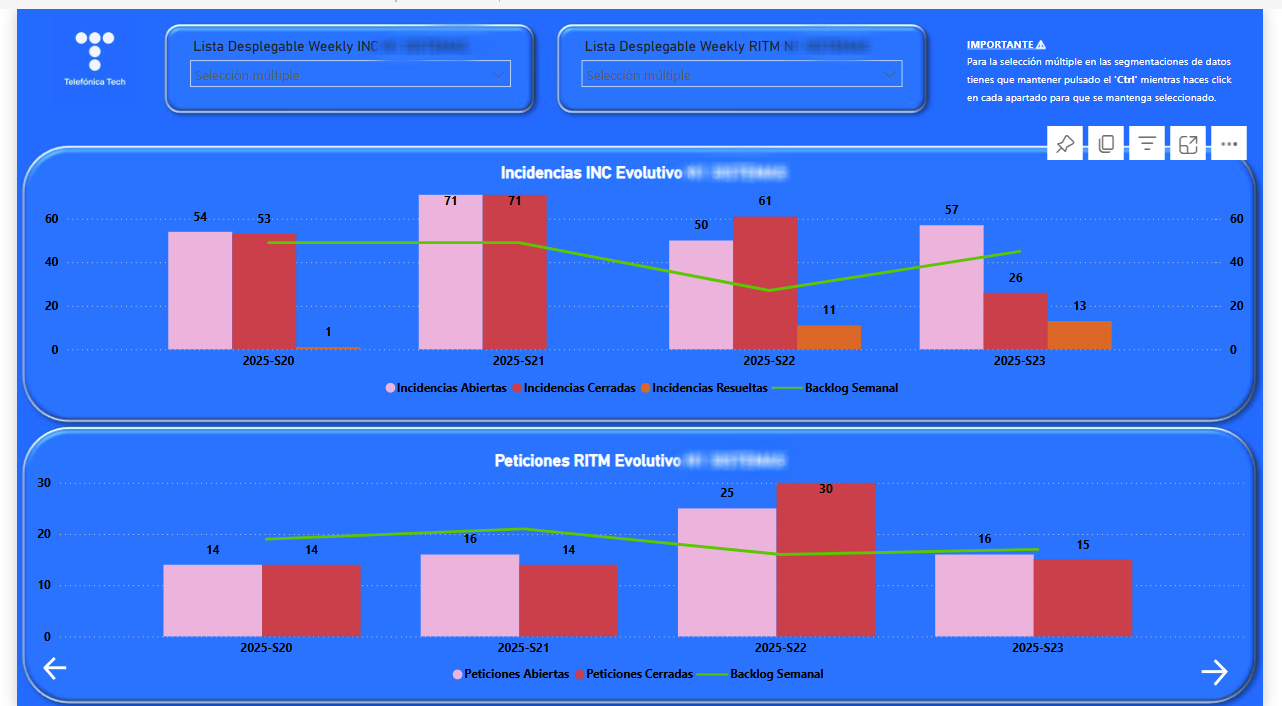 Telefónica Tech
Lista Desplegable Weekly INC
Selección múltiple
Lista Desplegable Weekly RITM
Selección múltiple
IMPORTANTE ⚠
Para la selección múltiple en las segmentaciones de datos
tienes que mantener pulsado el 'Ctrl' mientras haces click
en cada apartado para que se mantenga seleccionado.
Incidencias INC Evolutivo
60
40
20
0
54
53
1
71
71
50
61
11
57
26
13
60
40
20
0
2025-S20
2025-S21
2025-S22
2025-S23
Incidencias Abiertas
Incidencias Cerradas
Incidencias Resueltas
Backlog Semanal
Peticiones RITM Evolutivo
30
20
10
0
14
14
16
14
25
30
16
15
2025-S20
2025-S21
2025-S22
2025-S23
Peticiones Abiertas
Peticiones Cerradas
Backlog Semanal